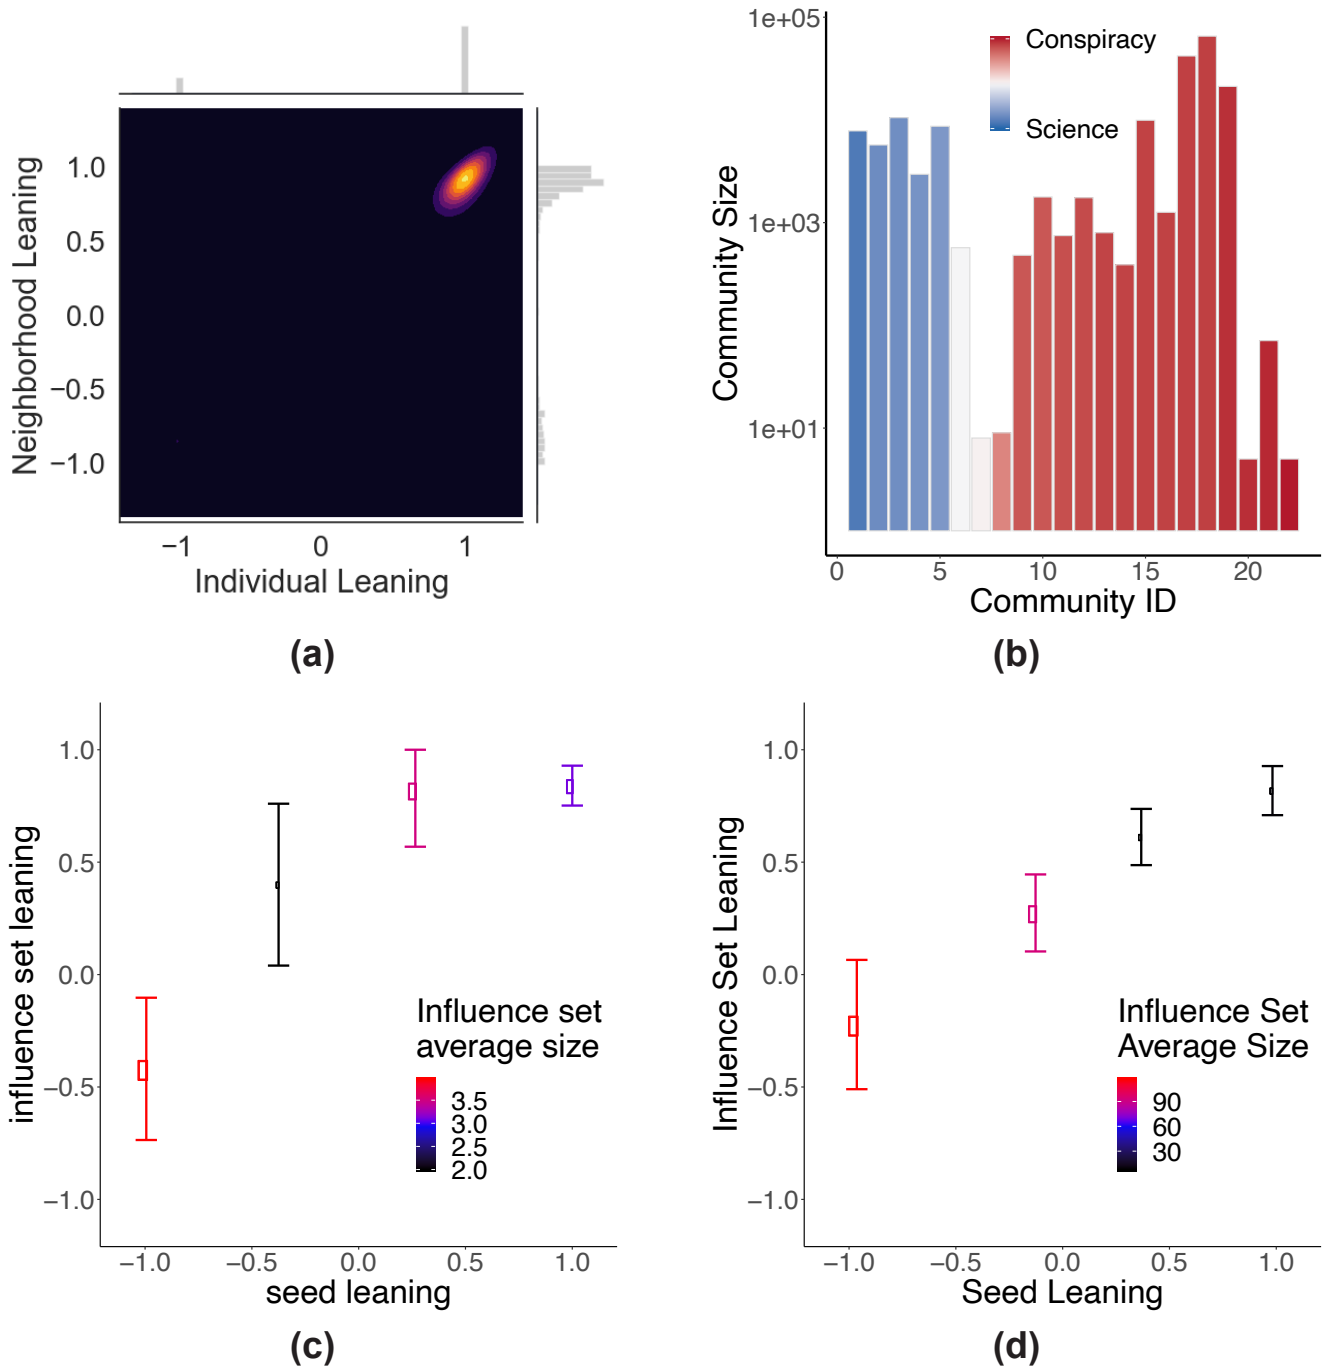 Neighborhood Leaning
1.0
0.5
0.0
−0.5
−1.0
−1 0 1
Individual Leaning
(a)
Community Size
1e+05
1e+03
1e+01
Conspiracy
Science
0 5 10 15 20
Community ID
(b)
influence set leaning
1.0
0.5
0.0
−0.5
−1.0
Influence set
average size
3.5
3.0
2.5
2.0
−1.0 −0.5 0.0 0.5 1.0
seed leaning
(c)
Influence Set Leaning
1.0
0.5
0.0
−0.5
−1.0
Influence Set
Average Size
90
60
30
−1.0 −0.5 0.0 0.5 1.0
Seed Leaning
(d)